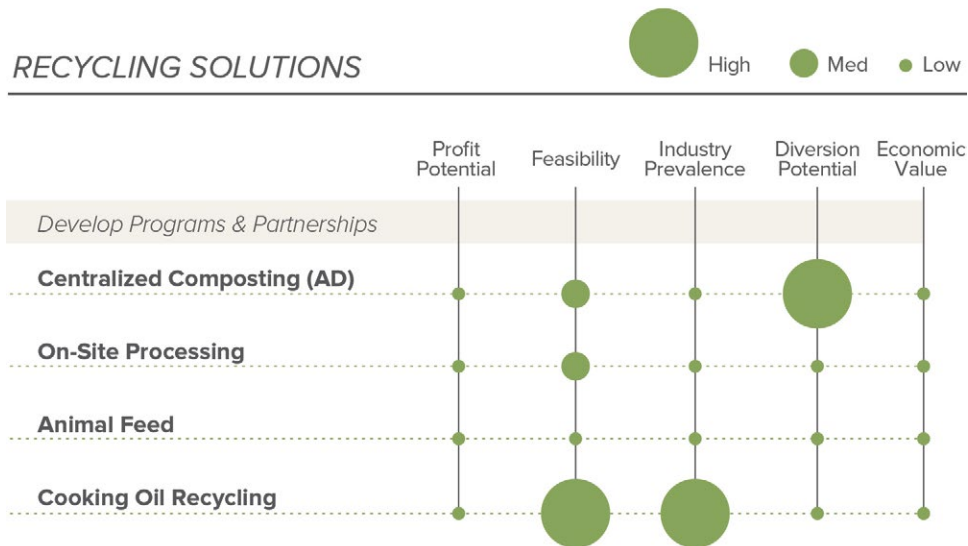 RECYCLING SOLUTIONS
High
Med
Low
Profit
Potential
Feasibility
Industry
Prevalence
Diversion
Potential
Economic
Value
Develop Programs & Partnerships
Centralized Composting (AD)
On-Site Processing
Animal Feed
Cooking Oil Recycling